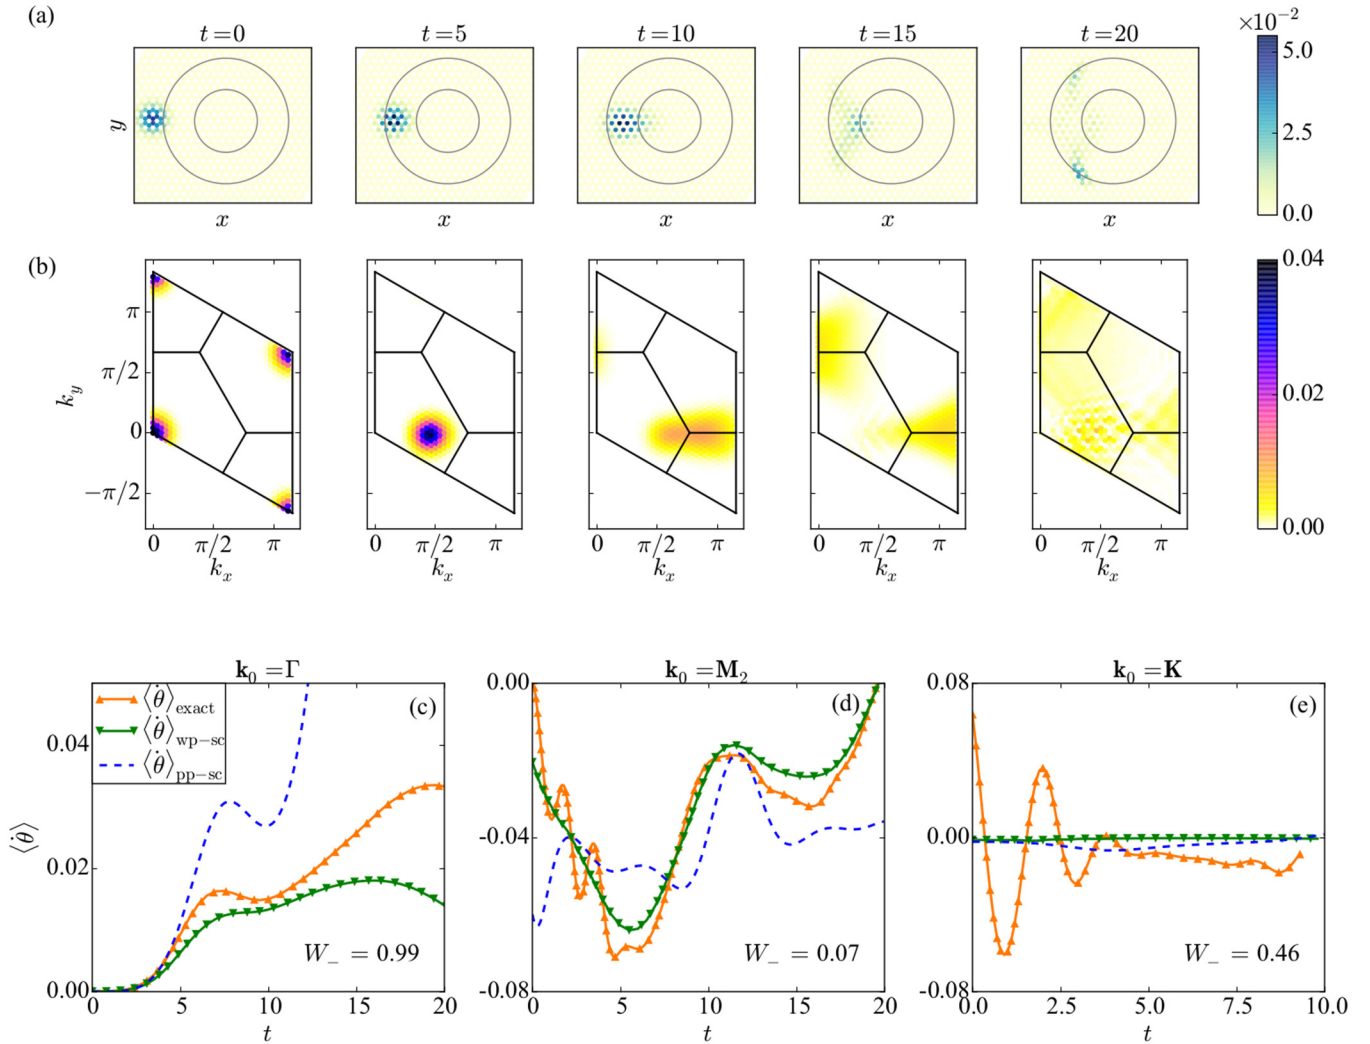 (a)
t=0 t=5 t=10 t=15 t=20
×10⁻²
5.0
2.5
0.0
y
x x x x x
(b)
0.04
0.02
0.00
π
π/2
0
−π/2
k_y
0 π/2 π 0 π/2 π 0 π/2 π 0 π/2 π 0 π/2 π
k_x k_x k_x k_x k_x
k₀ = Γ k₀ = M₂ k₀ = K
(c) (d) (e)
⟨θ̇⟩exact
⟨θ̇⟩wp−sc
⟨θ̇⟩pp−sc
⟨θ̇⟩
0.04
0.02
0.00
0.00
-0.04
-0.08
0.08
0.00
-0.08
W₋ = 0.99 W₋ = 0.07 W₋ = 0.46
0 5 10 15 20 0 5 10 15 20 0.0 2.5 5.0 7.5 10.0
t t t